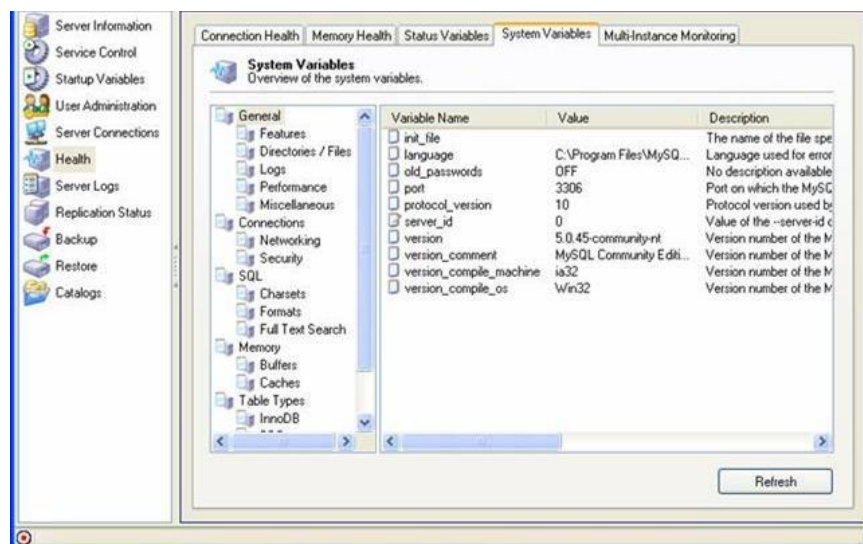 Server Information
Service Control
Startup Variables
User Administration
Server Connections
Health
Server Logs
Replication Status
Backup
Restore
Catalogs
Connection Health Memory Health Status Variables System Variables Multi-Instance Monitoring
System Variables
Overview of the system variables.
General
Features
Directories / Files
Logs
Performance
Miscellaneous
Connections
Networking
Security
SQL
Charsets
Formats
Full Text Search
Memory
Buffers
Caches
Table Types
InnoDB
Variable Name Value Description
init_file The name of the file spe
language C:\Program Files\MySQ... Language used for error
old_passwords OFF No description available
port 3306 Port on which the MySQ
protocol_version 10 Protocol version used by
server_id 0 Value of the --server-id c
version 5.0.45-community-nt Version number of the M
version_comment MySQL Community Editi... Version number of the M
version_compile_machine ia32 Version number of the M
version_compile_os Win32 Version number of the M
Refresh